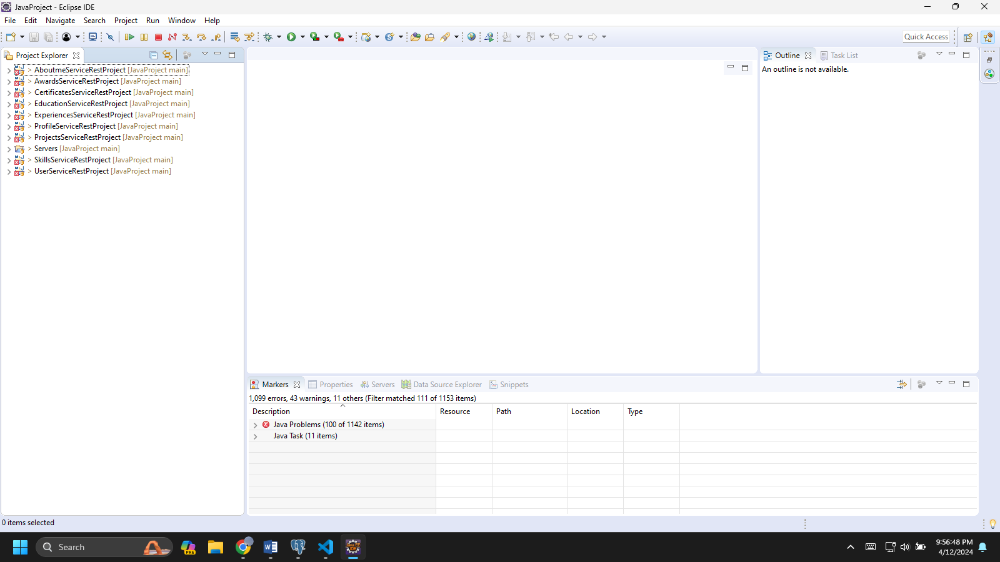 JavaProject - Eclipse IDE
File Edit Navigate Search Project Run Window Help
Quick Access
Project Explorer
> AboutmeServiceRestProject [JavaProject main]
> AwardsServiceRestProject [JavaProject main]
> CertificatesServiceRestProject [JavaProject main]
> EducationServiceRestProject [JavaProject main]
> ExperiencesServiceRestProject [JavaProject main]
> ProfileServiceRestProject [JavaProject main]
> ProjectsServiceRestProject [JavaProject main]
> Servers [JavaProject main]
> SkillsServiceRestProject [JavaProject main]
> UserServiceRestProject [JavaProject main]
Outline Task List
An outline is not available.
Markers Properties Servers Data Source Explorer Snippets
1,099 errors, 43 warnings, 11 others (Filter matched 111 of 1153 items)
Description Resource Path Location Type
Java Problems (100 of 1142 items)
Java Task (11 items)
0 items selected
Search
PRE
Java EE
IDE
9:56:48 PM
4/12/2024